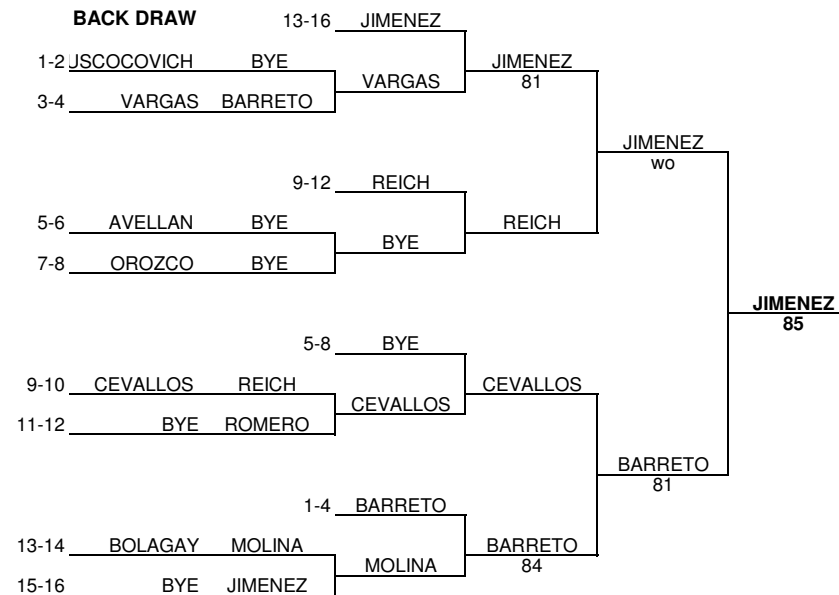 BACK DRAW
13-16 JIMENEZ
1-2 USCOCOVICH BYE JIMENEZ
VARGAS 81
3-4 VARGAS BARRETO
JIMENEZ
wo
9-12 REICH
5-6 AVELLAN BYE REICH
BYE
7-8 OROZCO BYE
JIMENEZ
85
5-8 BYE
9-10 CEVALLOS REICH CEVALLOS
CEVALLOS
11-12 BYE ROMERO
BARRETO
81
1-4 BARRETO
13-14 BOLAGAY MOLINA BARRETO
MOLINA 84
15-16 BYE JIMENEZ